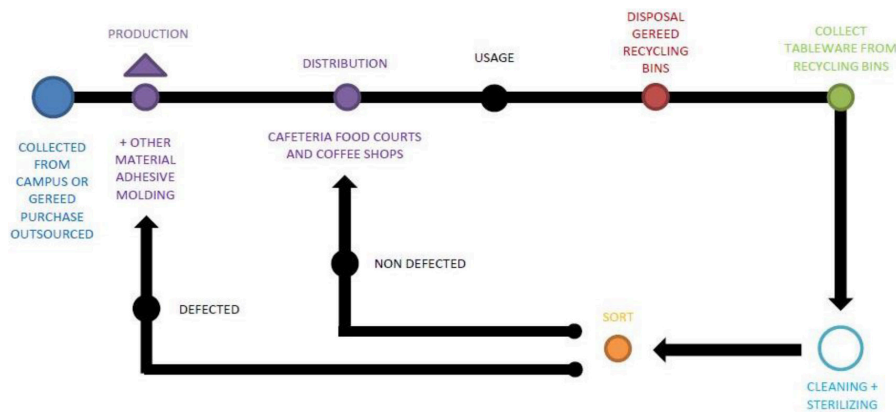 PRODUCTION
DISTRIBUTION
USAGE
DISPOSAL
GEREED
RECYCLING
BINS
COLLECT
TABLEWARE FROM
RECYCLING BINS
COLLECTED
FROM
CAMPUS OR
GEREED
PURCHASE
OUTSOURCED
+ OTHER
MATERIAL
ADHESIVE
MOLDING
CAFETERIA FOOD COURTS
AND COFFEE SHOPS
NON DEFECTED
DEFECTED
SORT
CLEANING +
STERILIZING